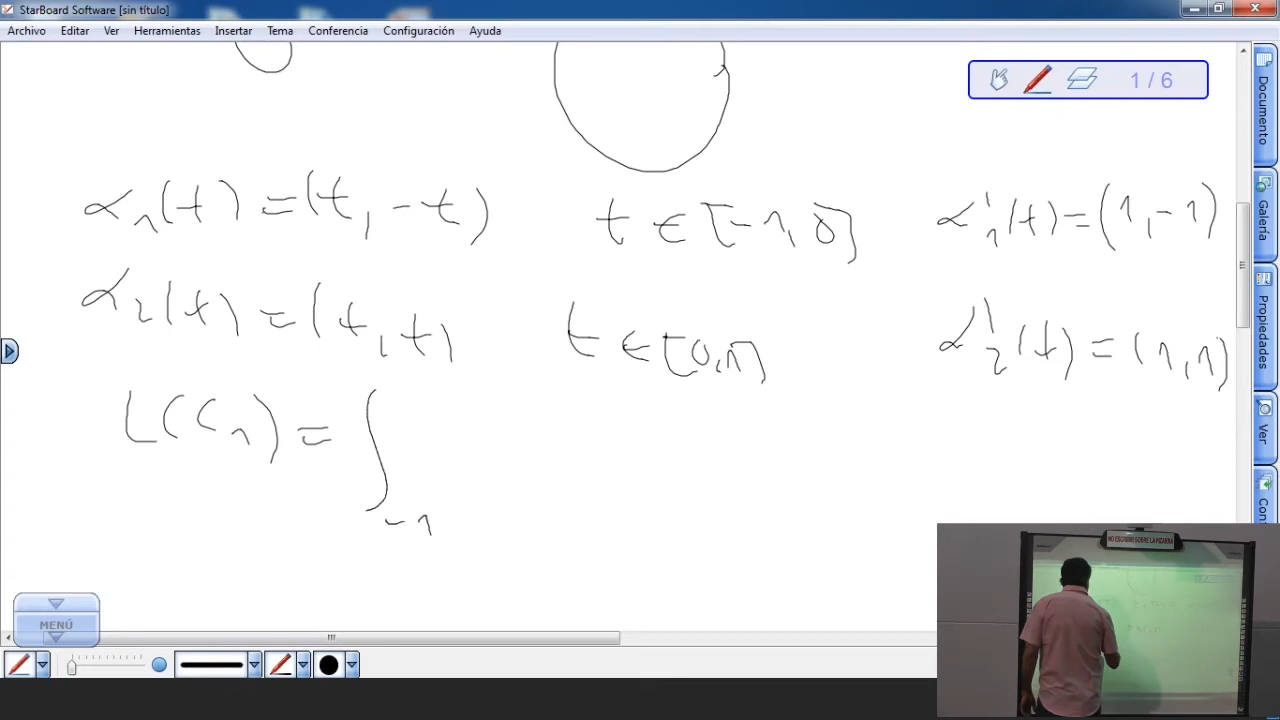 StarBoard Software [sin título]
Archivo Editar Ver Herramientas Insertar Tema Conferencia Configuración Ayuda
1 / 6
α₁(t) = (t, -t) t ∈ [-1, 0] α'₁(t) = (1, -1)
α₂(t) = (t, t) t ∈ [0, 1] α'₂(t) = (1, 1)
L(C₁) = ∫₋₁
Documento
Galería
Propiedades
Ver
Cont
MENÚ
NO ESCRIBIR SOBRE LA PIZARRA